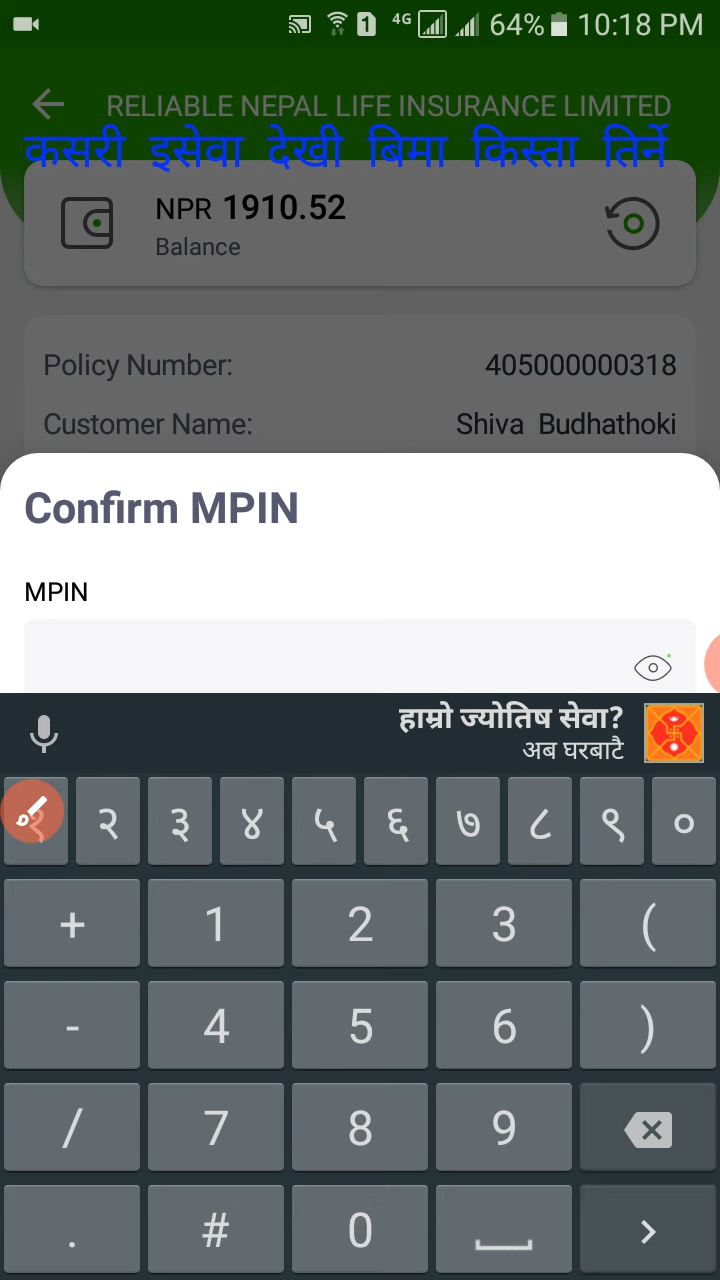 4G 64% 10:18 PM
RELIABLE NEPAL LIFE INSURANCE LIMITED
कसरी इसेवा देखी बिमा किस्ता तिर्ने
NPR 1910.52
Balance
Policy Number: 405000000318
Customer Name: Shiva Budhathoki
Confirm MPIN
MPIN
हाम्रो ज्योतिष सेवा?
अब घरबाटै
१ २ ३ ४ ५ ६ ७ ८ ९ ०
+ 1 2 3 (
- 4 5 6 )
/ 7 8 9
. # 0